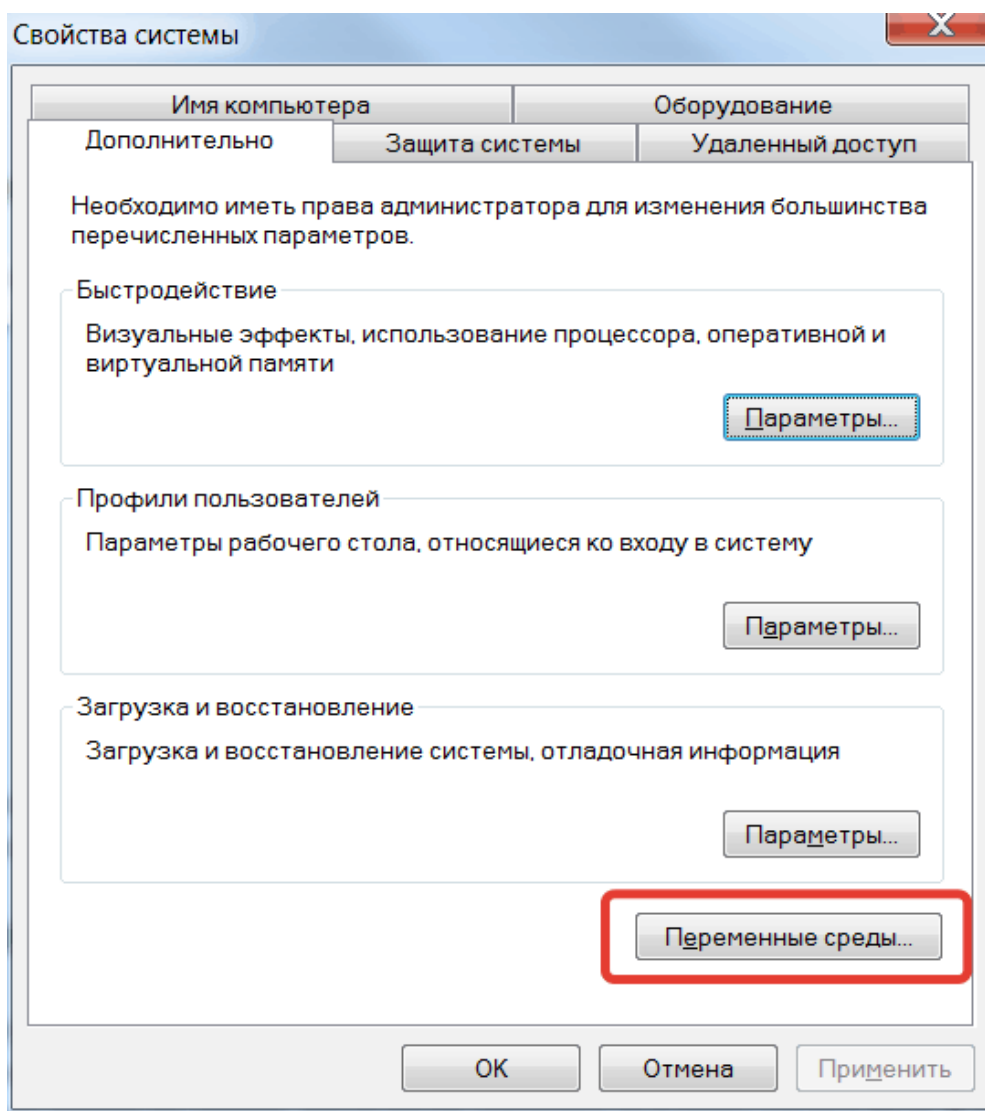 Свойства системы
Имя компьютера
Оборудование
Дополнительно
Защита системы
Удаленный доступ
Необходимо иметь права администратора для изменения большинства
перечисленных параметров.
Быстродействие
Визуальные эффекты, использование процессора, оперативной и
виртуальной памяти
Параметры...
Профили пользователей
Параметры рабочего стола, относящиеся ко входу в систему
Параметры...
Загрузка и восстановление
Загрузка и восстановление системы, отладочная информация
Параметры...
Переменные среды...
ОК
Отмена
Применить